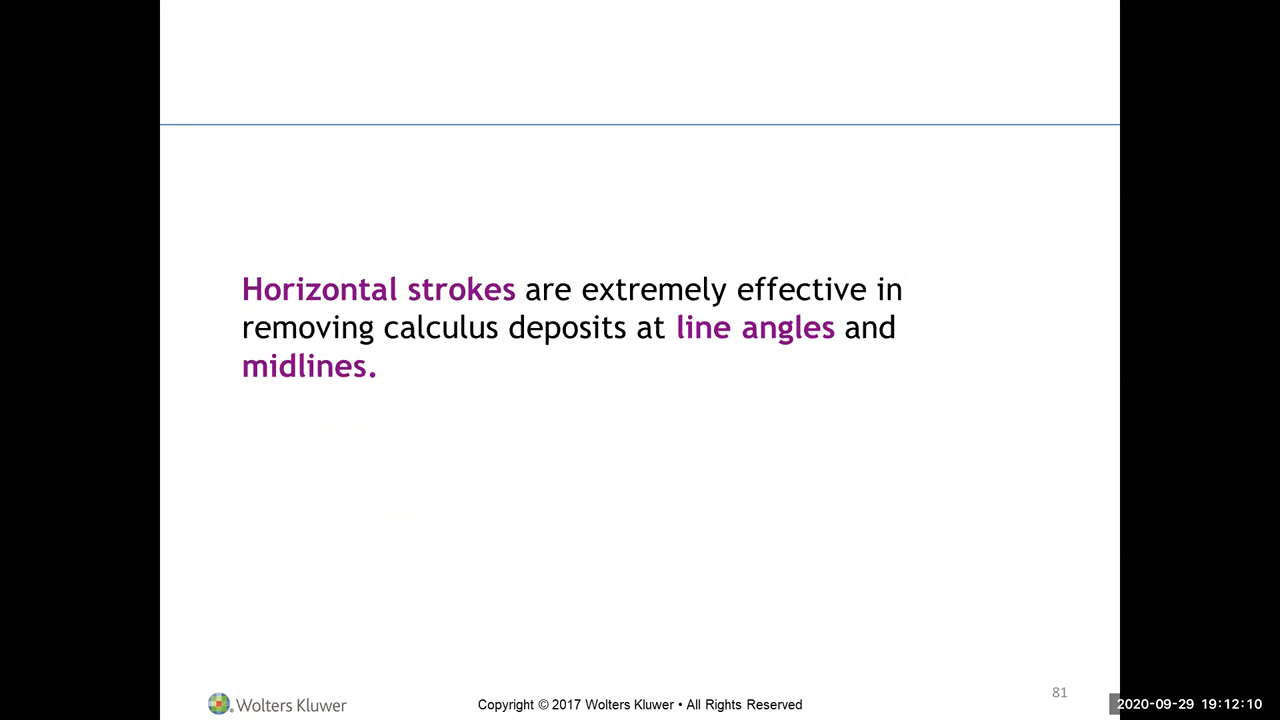 Horizontal strokes are extremely effective in
removing calculus deposits at line angles and
midlines.
81
Wolters Kluwer
Copyright © 2017 Wolters Kluwer • All Rights Reserved
2020-09-29 19:12:10